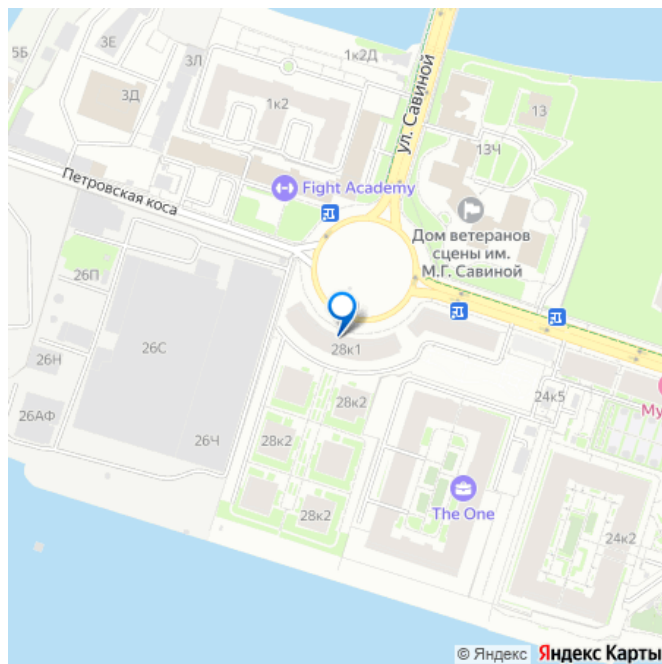 3Е
5Б
3Л
1к2Д
3Д
1к2
ул. Савиной
13
13Ч
Fight Academy
Петровская коса
Дом ветеранов
сцены им.
М.Г. Савиной
26П
26С
28к1
26Н
24к5
28к2
Му
26АФ
26Ч
28к2
The One
28к2
24к2
© Яндекс Яндекс Карты